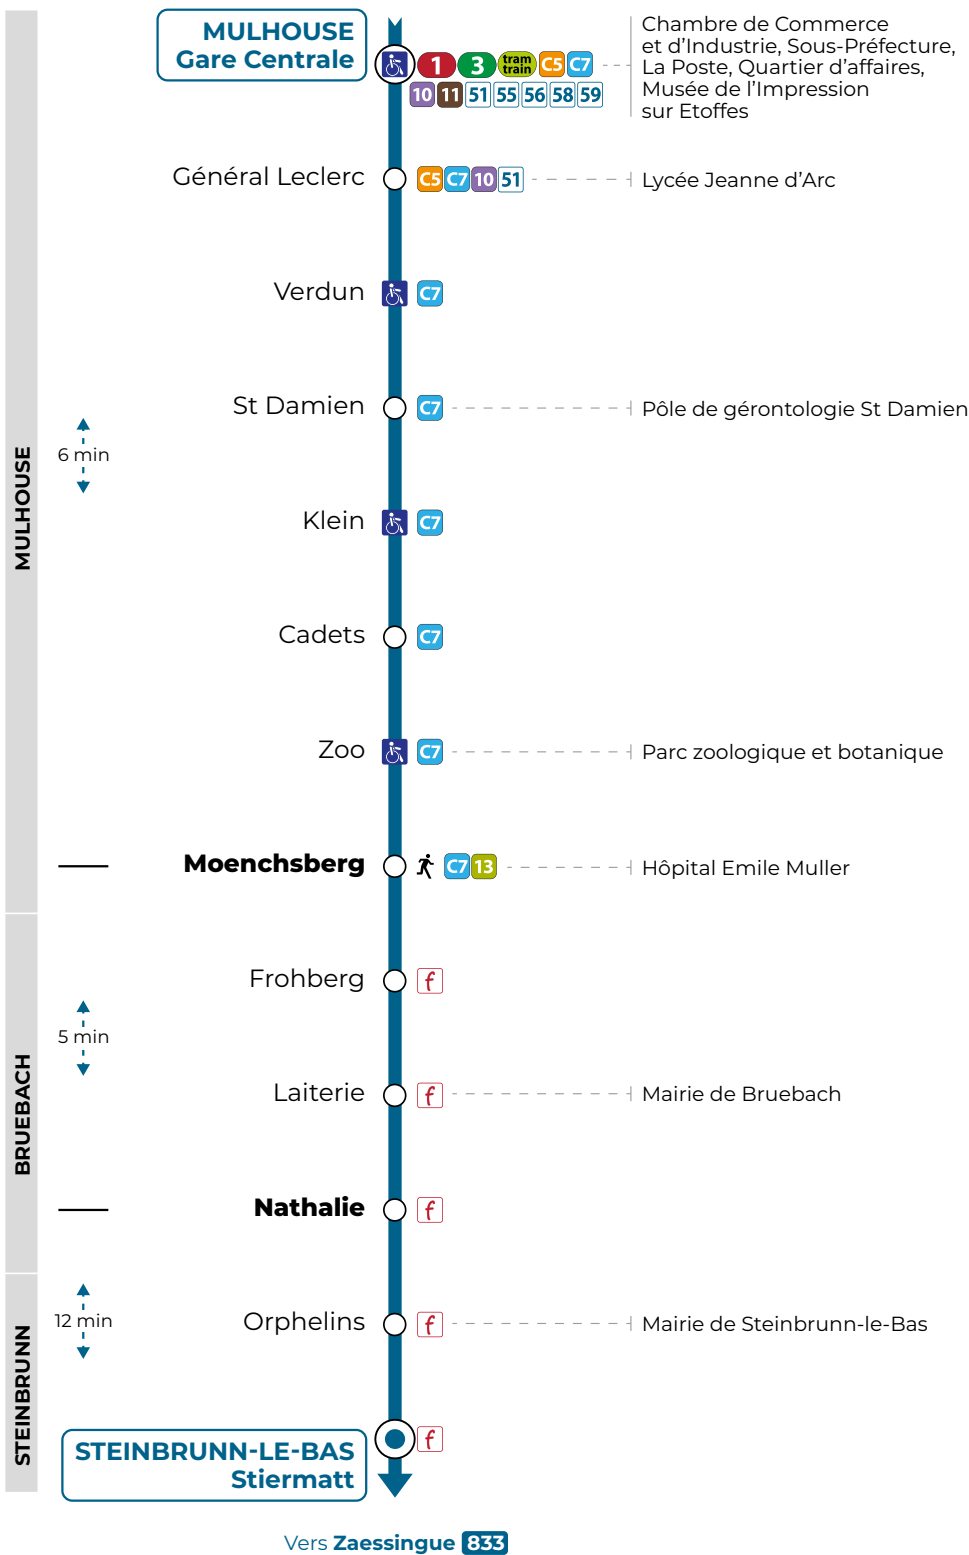 MULHOUSE
Gare Centrale
1 3 tram train C5 C7
10 11 51 55 56 58 59
Chambre de Commerce
et d'Industrie, Sous-Préfecture,
La Poste, Quartier d'affaires,
Musée de l'Impression
sur Etoffes
Général Leclerc C5 C7 10 51 Lycée Jeanne d'Arc
Verdun C7
St Damien C7 Pôle de gérontologie St Damien
6 min
MULHOUSE
Klein C7
Cadets C7
Zoo C7 Parc zoologique et botanique
Moenchsberg C7 13 Hôpital Emile Muller
Frohberg f
5 min
BRUEBACH
Laiterie f Mairie de Bruebach
Nathalie f
12 min
Orphelins f Mairie de Steinbrunn-le-Bas
STEINBRUNN
STEINBRUNN-LE-BAS f
Stiermatt
Vers Zaessingue 833